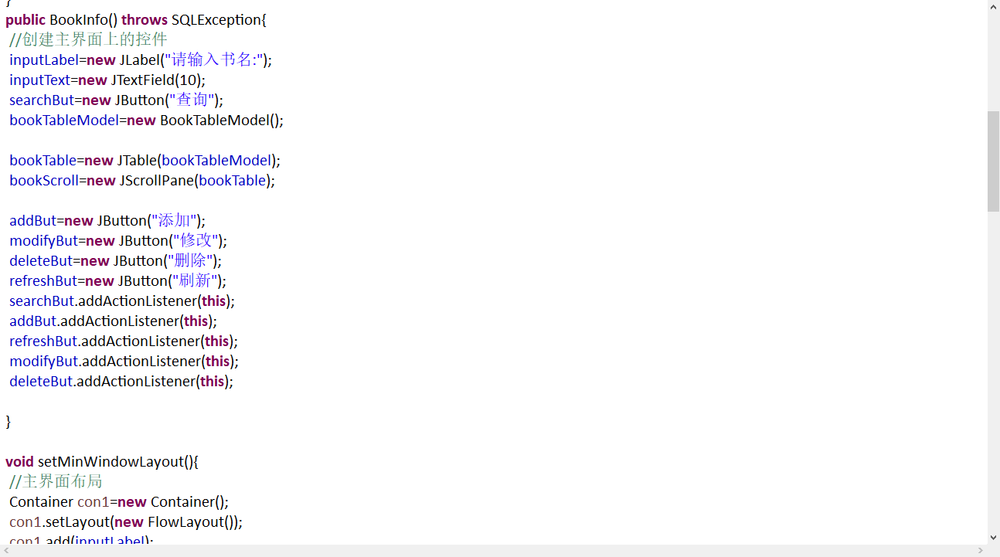 }
public BookInfo() throws SQLException{
//创建主界面上的控件
inputLabel=new JLabel("请输入书名:");
inputText=new JTextField(10);
searchBut=new JButton("查询");
bookTableModel=new BookTableModel();
bookTable=new JTable(bookTableModel);
bookScroll=new JScrollPane(bookTable);
addBut=new JButton("添加");
modifyBut=new JButton("修改");
deleteBut=new JButton("删除");
refreshBut=new JButton("刷新");
searchBut.addActionListener(this);
addBut.addActionListener(this);
refreshBut.addActionListener(this);
modifyBut.addActionListener(this);
deleteBut.addActionListener(this);
}
void setMinWindowLayout(){
//主界面布局
Container con1=new Container();
con1.setLayout(new FlowLayout());
con1.add(inputLabel);